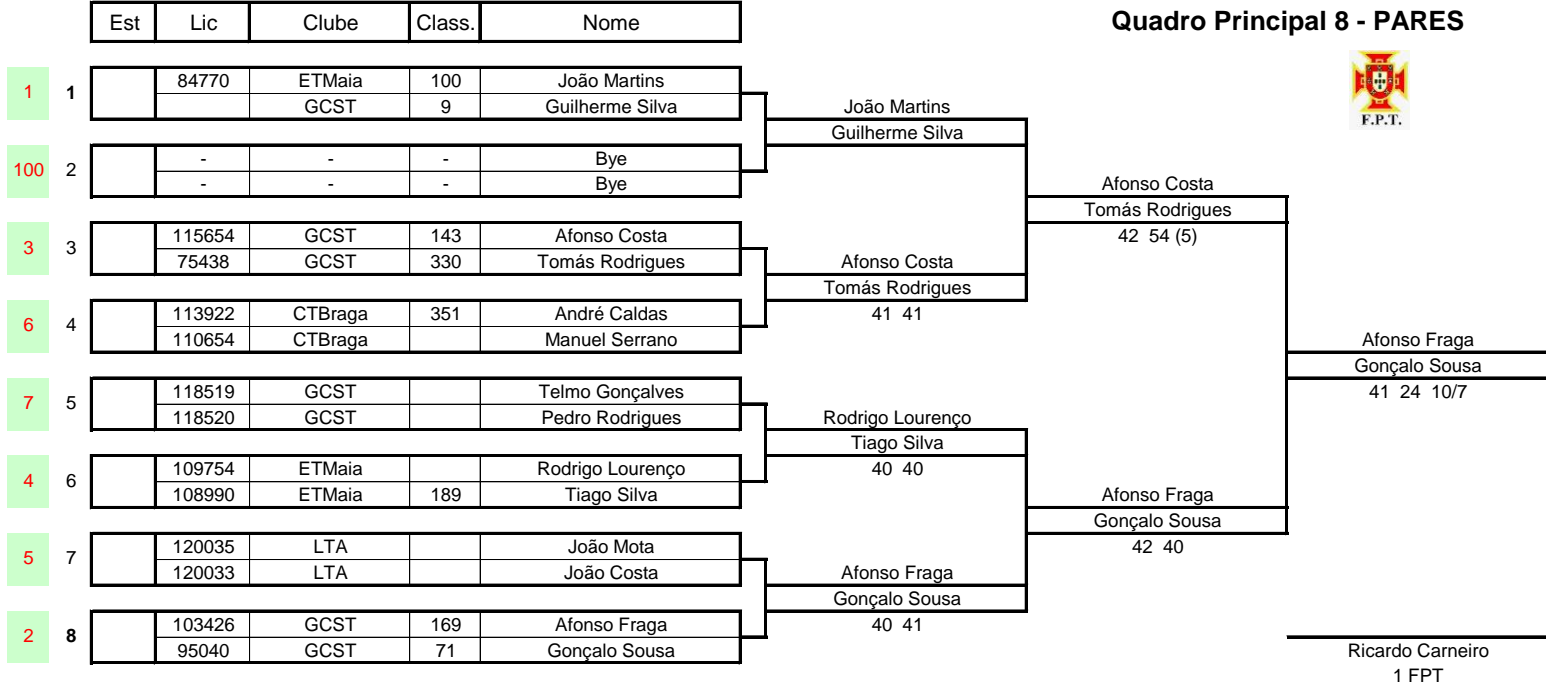 Est Lic Clube Class. Nome
Quadro Principal 8 - PARES
F.P.T.
1 1 84770 ETMaia 100 João Martins
GCST 9 Guilherme Silva
João Martins
Guilherme Silva
100 2 - - - Bye
- - - Bye
Afonso Costa
Tomás Rodrigues
42 54 (5)
3 3 115654 GCST 143 Afonso Costa
75438 GCST 330 Tomás Rodrigues
Afonso Costa
Tomás Rodrigues
41 41
6 4 113922 CTBraga 351 André Caldas
110654 CTBraga Manuel Serrano
Afonso Fraga
Gonçalo Sousa
41 24 10/7
7 5 118519 GCST Telmo Gonçalves
118520 GCST Pedro Rodrigues
Rodrigo Lourenço
Tiago Silva
40 40
4 6 109754 ETMaia Rodrigo Lourenço
108990 ETMaia 189 Tiago Silva
Afonso Fraga
Gonçalo Sousa
42 40
5 7 120035 LTA João Mota
120033 LTA João Costa
Afonso Fraga
Gonçalo Sousa
40 41
2 8 103426 GCST 169 Afonso Fraga
95040 GCST 71 Gonçalo Sousa
Ricardo Carneiro
1 FPT